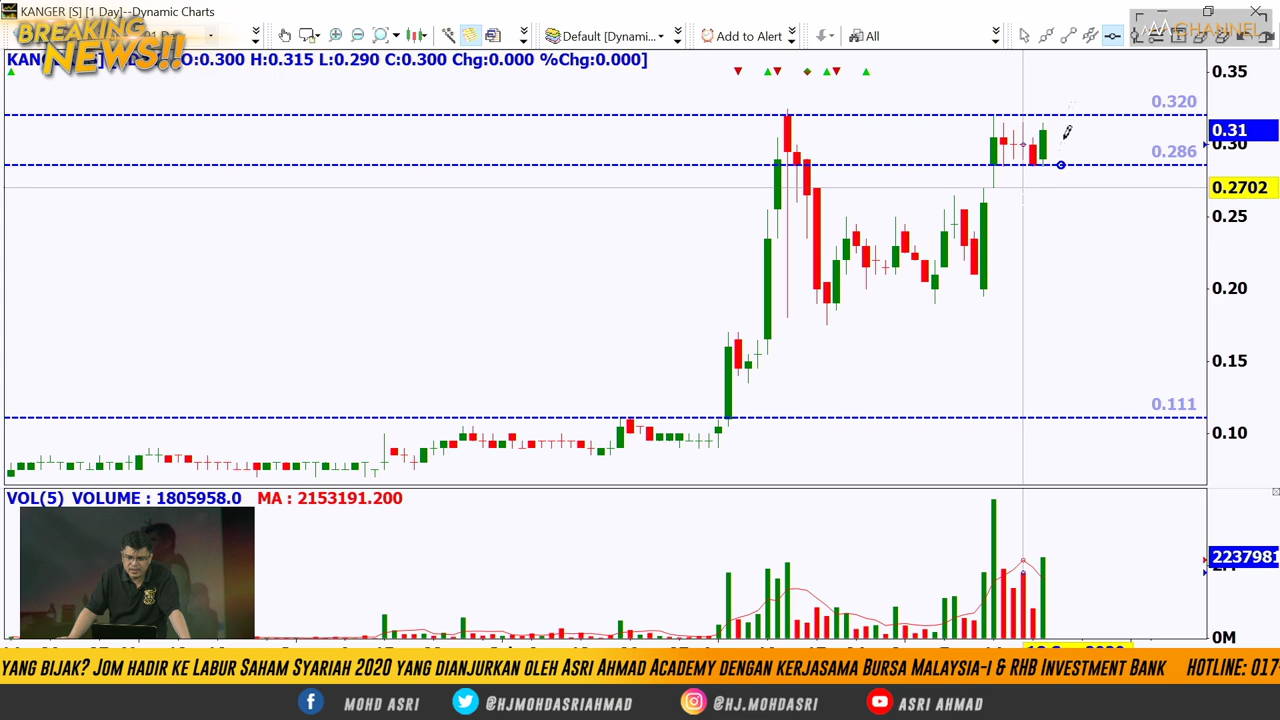 KANGER [S] [1 Day]--Dynamic Charts
BREAKING
NEWS!!
CHANNEL
Default [Dynami...
Add to Alert
All
KANGER
O:0.300 H:0.315 L:0.290 C:0.300 Chg:0.000 %Chg:0.000]
0.35
0.320
0.31
0.30
0.286
0.2702
0.25
0.20
0.15
0.111
0.10
VOL(5) VOLUME : 1805958.0 MA : 2153191.200
2237981
0M
YANG BIJAK? JOM HADIR KE LABUR SAHAM SYARIAH 2020 YANG DIANJURKAN OLEH ASRI AHMAD ACADEMY DENGAN KERJASAMA BURSA MALAYSIA-I & RHB INVESTMENT BANK HOTLINE: 017-
MOHD ASRI @HJMOHDASRIAHMAD @HJ.MOHDASRI ASRI AHMAD